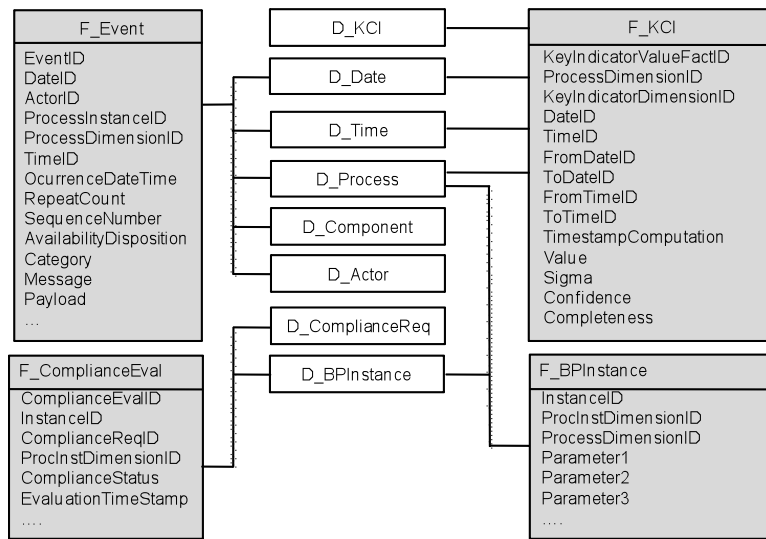 F_Event
EventID
DateID
ActorID
ProcessInstanceID
ProcessDimensionID
TimeID
OcurrenceDateTime
RepeatCount
SequenceNumber
AvailabilityDisposition
Category
Message
Payload
...
D_KCI
D_Date
D_Time
D_Process
D_Component
D_Actor
D_ComplianceReq
D_BPInstance
F_KCI
KeyIndicatorValueFactID
ProcessDimensionID
KeyIndicatorDimensionID
DateID
TimeID
FromDateID
ToDateID
FromTimeID
ToTimeID
TimestampComputation
Value
Sigma
Confidence
Completeness
F_ComplianceEval
ComplianceEvalID
InstanceID
ComplianceReqID
ProcInstDimensionID
ComplianceStatus
EvaluationTimeStamp
....
F_BPInstance
InstanceID
ProcInstDimensionID
ProcessDimensionID
Parameter1
Parameter2
Parameter3
....